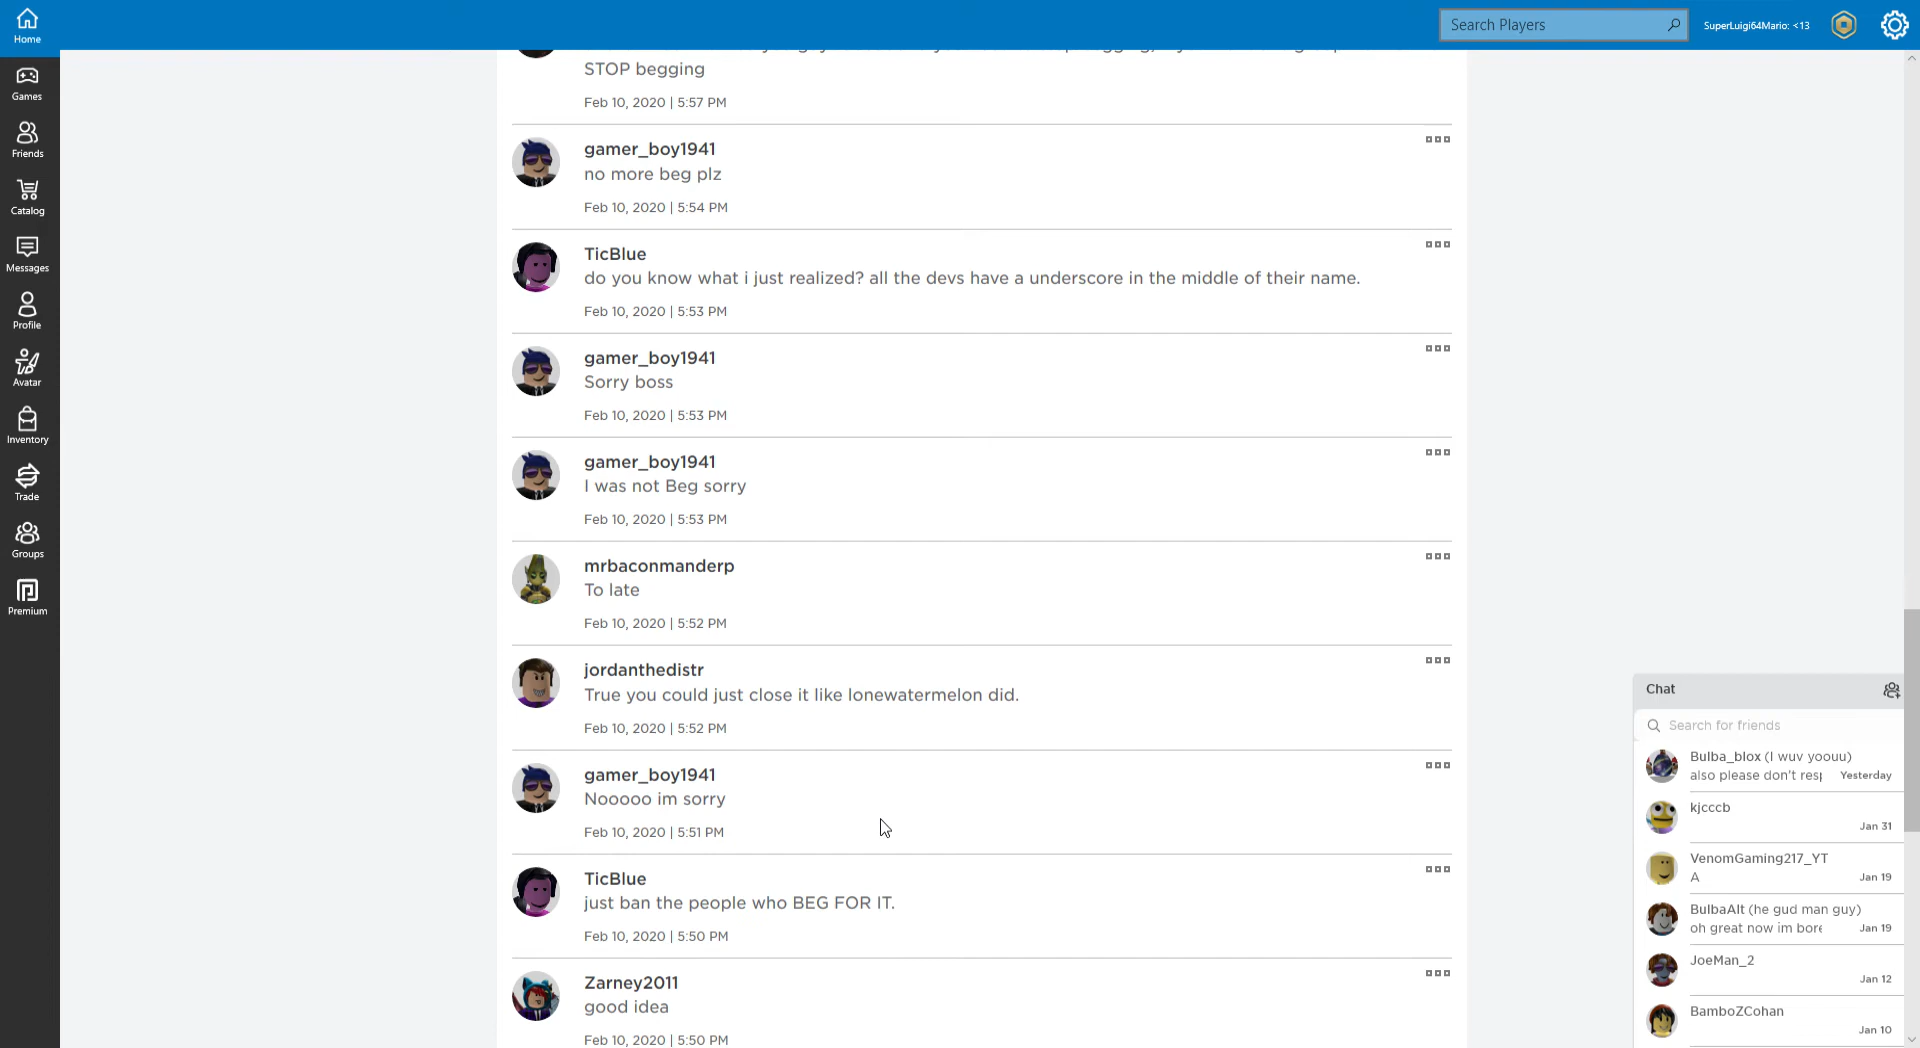 Home
Search Players
SuperLuigi64Mario: <13
Games
Friends
Catalog
Messages
Profile
Avatar
Inventory
Trade
Groups
Premium
STOP begging
Feb 10, 2020 | 5:57 PM
gamer_boy1941
no more beg plz
Feb 10, 2020 | 5:54 PM
TicBlue
do you know what i just realized? all the devs have a underscore in the middle of their name.
Feb 10, 2020 | 5:53 PM
gamer_boy1941
Sorry boss
Feb 10, 2020 | 5:53 PM
gamer_boy1941
I was not Beg sorry
Feb 10, 2020 | 5:53 PM
mrbaconmanderp
To late
Feb 10, 2020 | 5:52 PM
jordanthedistr
True you could just close it like lonewatermelon did.
Feb 10, 2020 | 5:52 PM
gamer_boy1941
Nooooo im sorry
Feb 10, 2020 | 5:51 PM
TicBlue
just ban the people who BEG FOR IT.
Feb 10, 2020 | 5:50 PM
Zarney2011
good idea
Feb 10, 2020 | 5:50 PM
Chat
Search for friends
Bulba_blox (I wuv yoouu)
also please don't resp Yesterday
kjcccb
Jan 31
VenomGaming217_YT
A Jan 19
BulbaAlt (he gud man guy)
oh great now im bore Jan 19
JoeMan_2
Jan 12
BamboZCohan
Jan 10